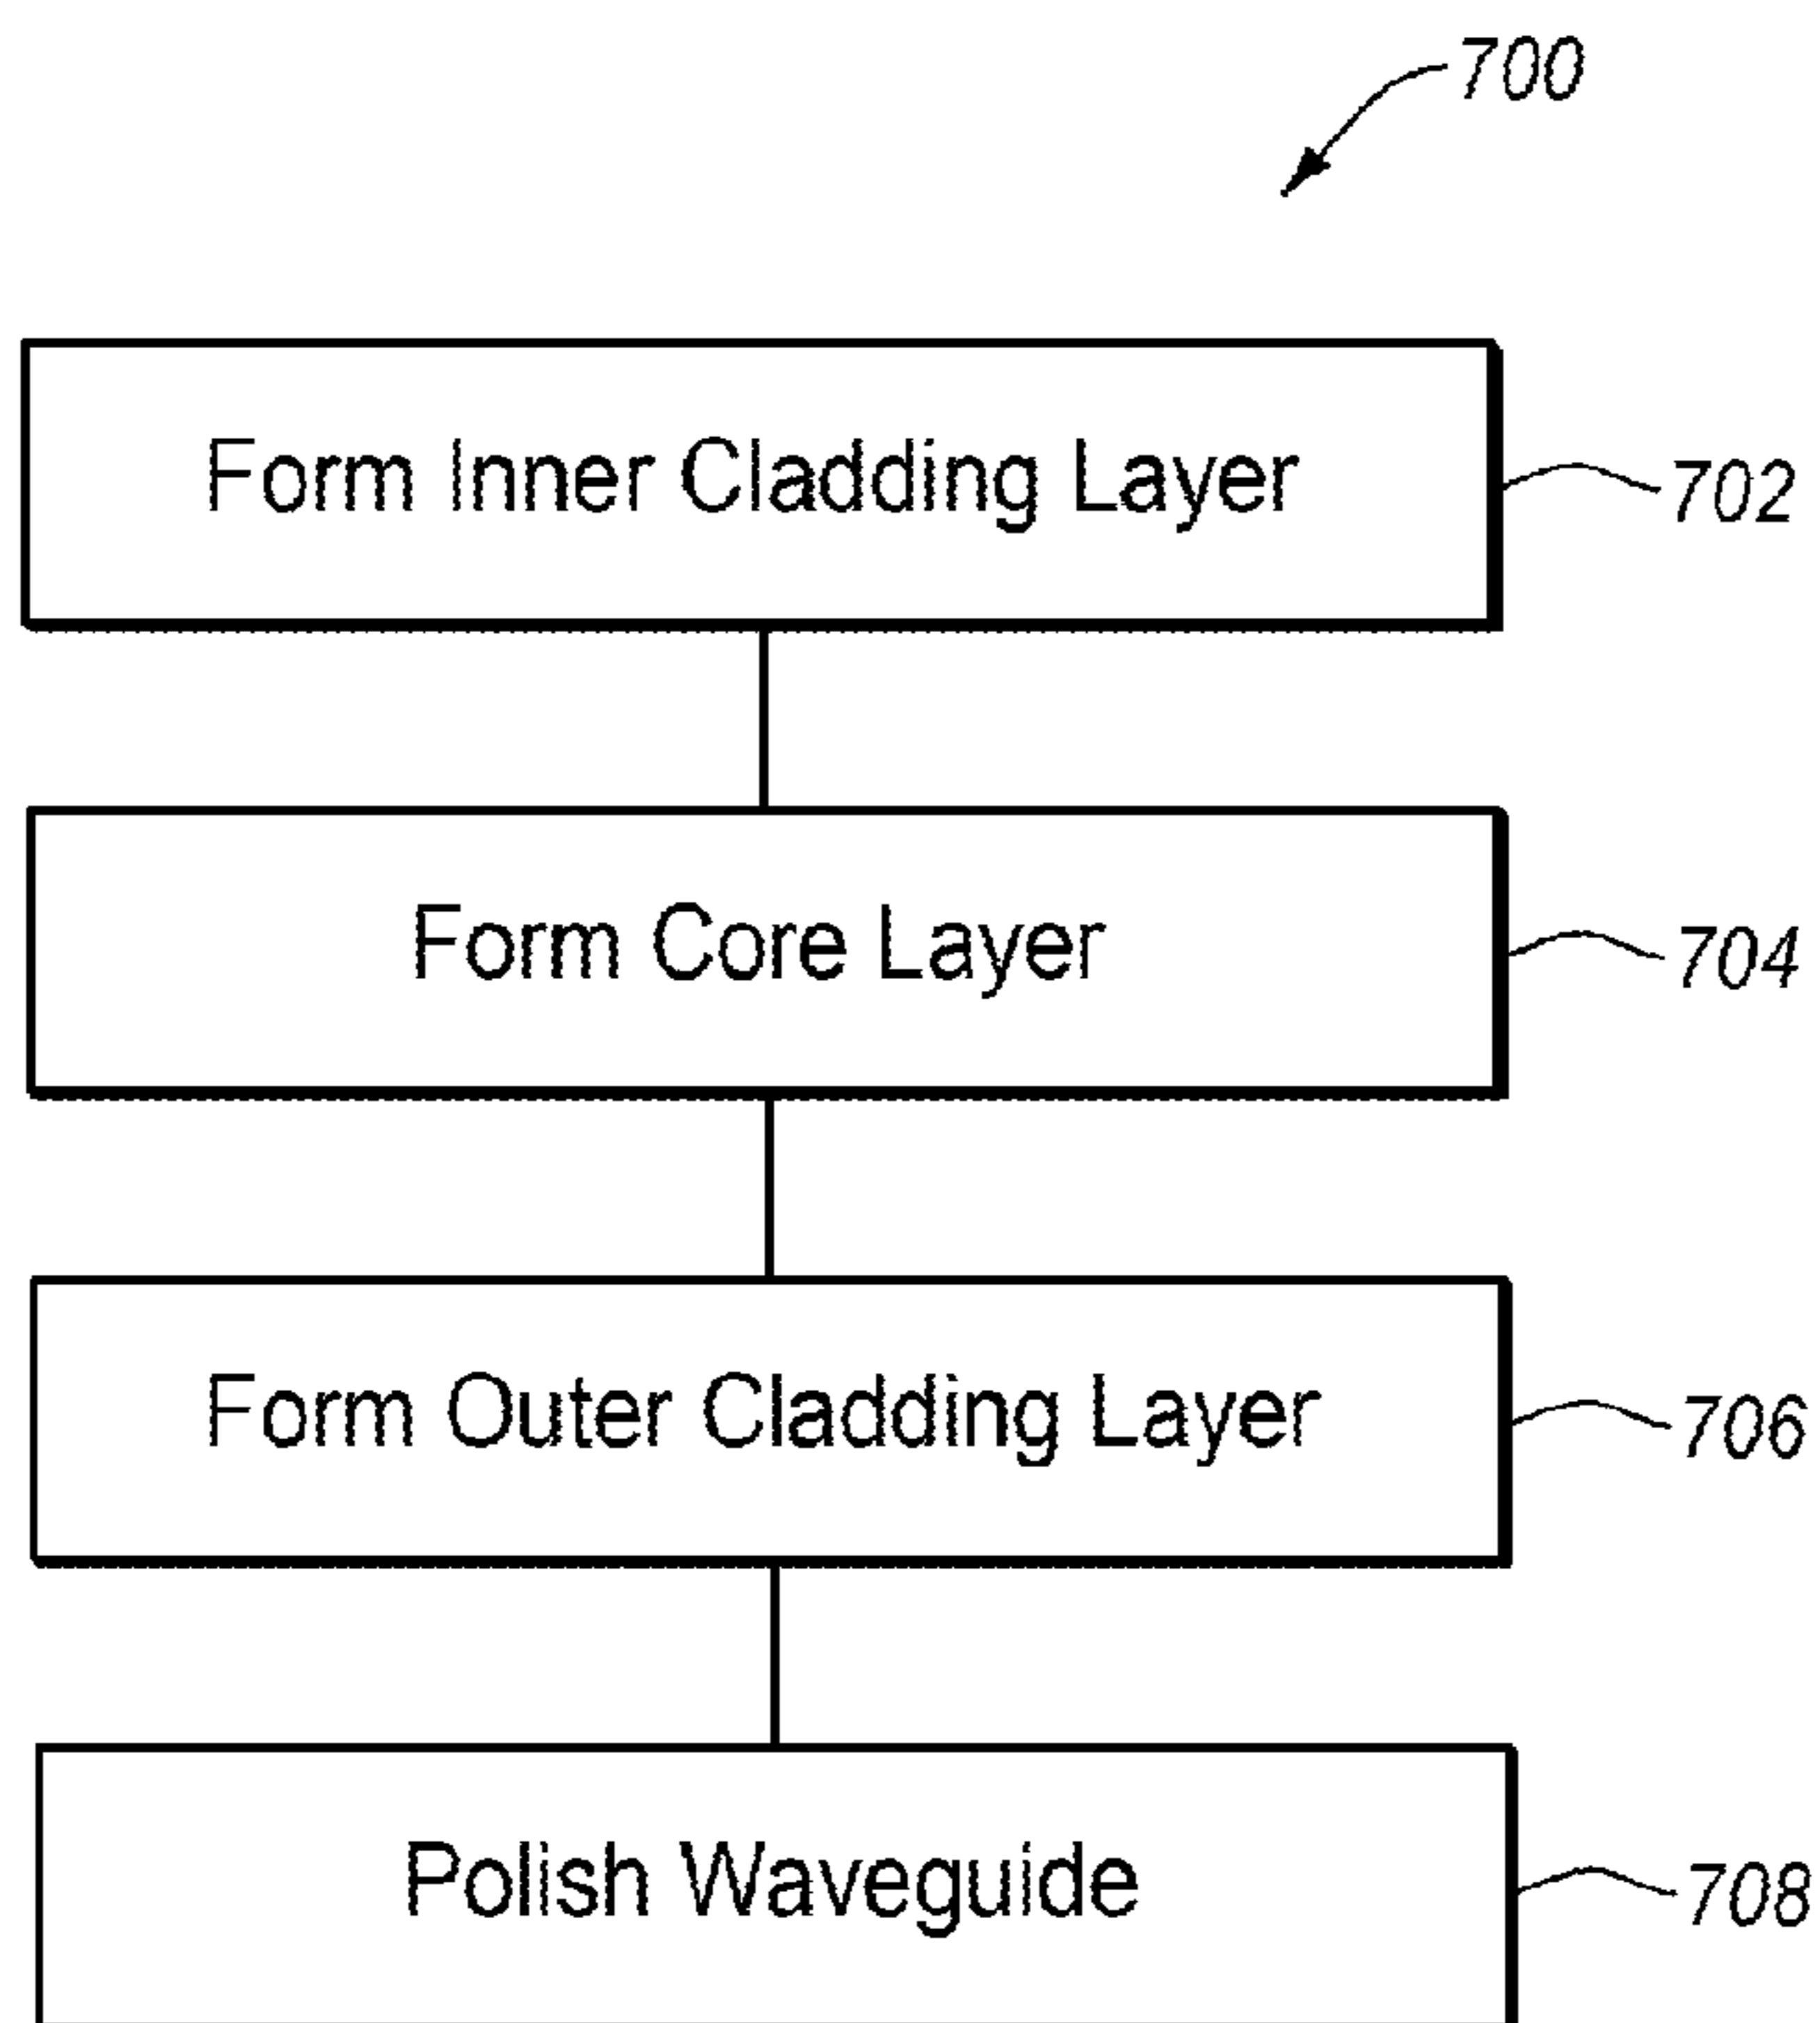 700
Form Inner Cladding Layer
702
Form Core Layer
704
Form Outer Cladding Layer
706
Polish Waveguide
708